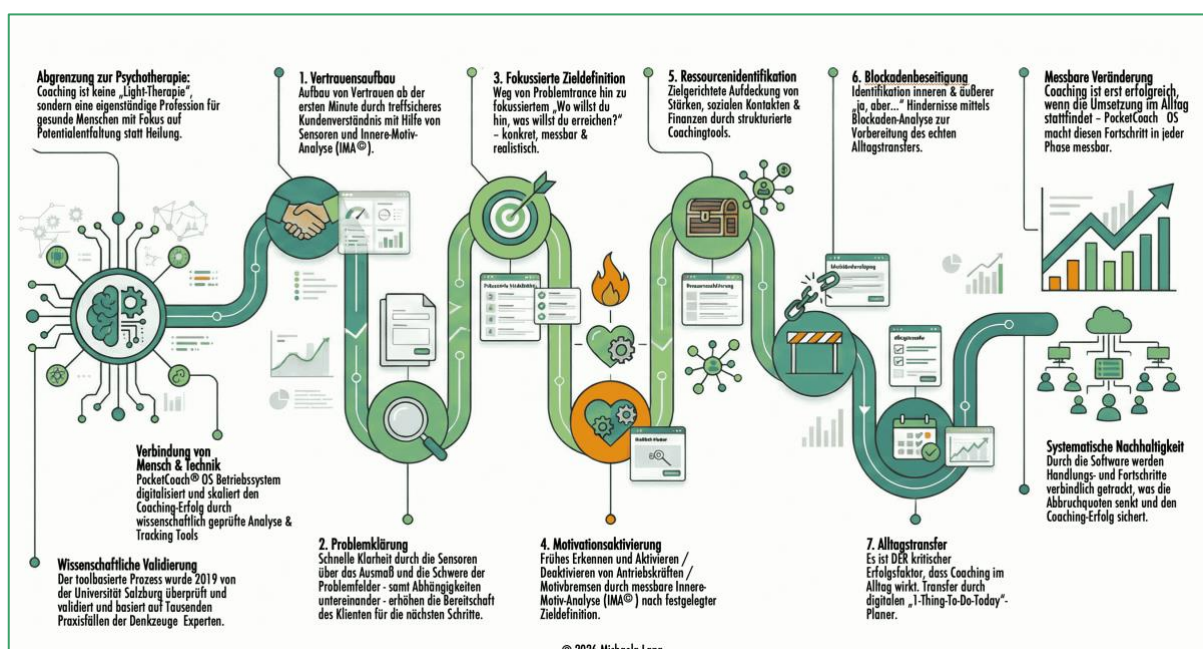 Abgrenzung zur Psychotherapie:
Coaching ist keine „Light-Therapie",
sondern eine eigenständige Profession für
gesunde Menschen mit Fokus auf
Potentialentfaltung statt Heilung.
1. Vertrauensaufbau
Aufbau von Vertrauen ab der
ersten Minute durch treffsicheres
Kundenverständnis mit Hilfe von
Sensoren und Innere-Motiv-
Analyse (IMA©).
3. Fokussierte Zieldefinition
Weg von Problemtrance hin zu
fokussiertem „Wo willst du
hin, was willst du erreichen?"
– konkret, messbar &
realistisch.
5. Ressourcenidentifikation
Zielgerichtete Aufdeckung von
Stärken, sozialen Kontakten &
Finanzen durch strukturierte
Coachingtools.
6. Blockadenbeseitigung
Identifikation inneren & äußerer
„ja, aber..." Hindernisse mittels
Blockaden-Analyse zur
Vorbereitung des echten
Alltagstransfers.
Messbare Veränderung
Coaching ist erst erfolgreich,
wenn die Umsetzung im Alltag
stattfindet – PocketCoach OS
macht diesen Fortschritt in jeder
Phase messbar.
Verbindung von
Mensch & Technik
PocketCoach® OS Betriebssystem
digitalisiert und skaliert den
Coaching-Erfolg durch
wissenschaftlich geprüfte Analyse &
Tracking Tools
Wissenschaftliche Validierung
Der toolbasierte Prozess wurde 2019 von
der Universität Salzburg überprüft und
validiert und basiert auf Tausenden
Praxisfällen der Denkzeuge Experten.
2. Problemklärung
Schnelle Klarheit durch die Sensoren
über das Ausmaß und die Schwere der
Problemfelder - samt Abhängigkeiten
untereinander - erhöhen die Bereitschaft
des Klienten für die nächsten Schritte.
4. Motivationsaktivierung
Frühes Erkennen und Aktivieren /
Deaktivieren von Antriebskräften /
Motivbremsen durch messbare Innere-
Motiv-Analyse (IMA©) nach festgelegter
Zieldefinition.
7. Alltagstransfer
Es ist DER kritischer
Erfolgsfaktor, dass Coaching im
Alltag wirkt. Transfer durch
digitalen „1-Thing-To-Do-Today"-
Planer.
Systematische Nachhaltigkeit
Durch die Software werden
Handlungs- und Fortschritte
verbindlich getrackt, was die
Abbruchquoten senkt und den
Coaching-Erfolg sichert.
© 2026 Michaela